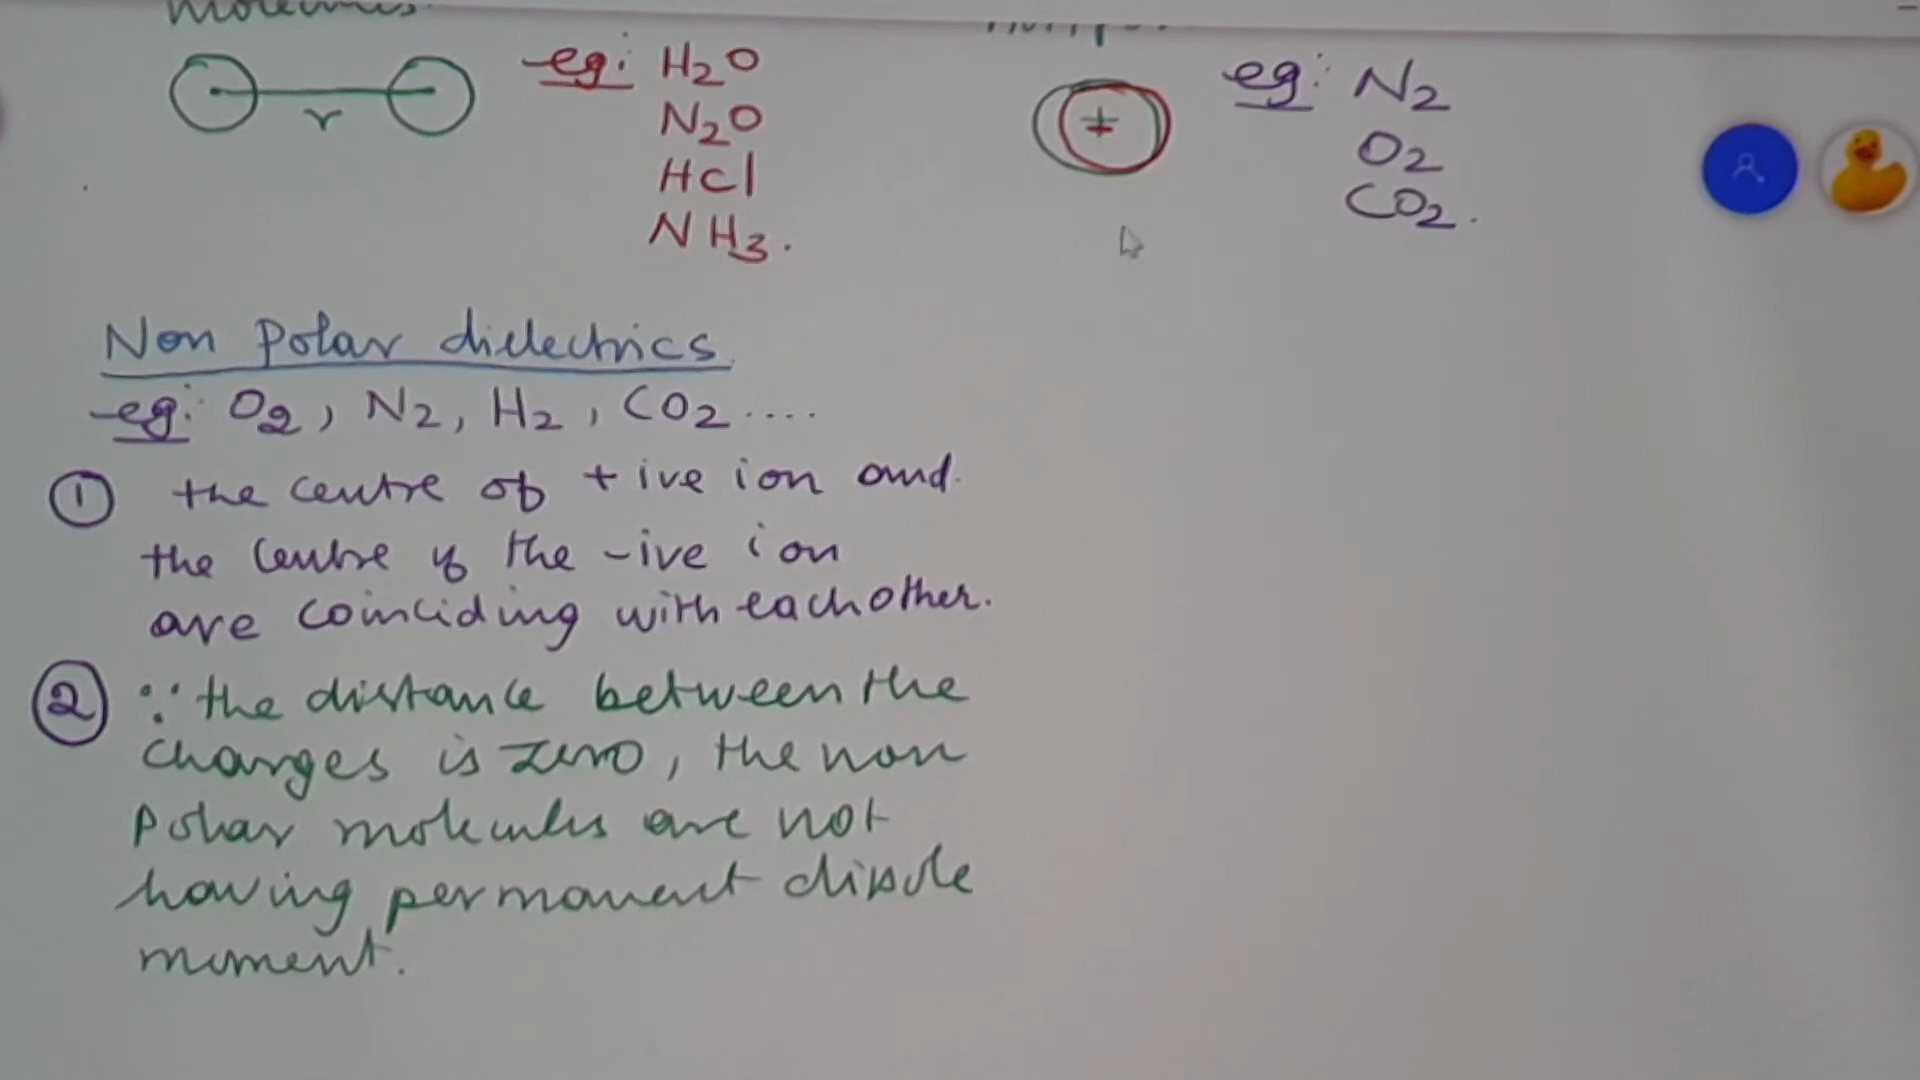 molecules.
r
eg: H2O
N2O
HCl
NH3.
+
eg: N2
O2
CO2.
Non Polar dielectrics.
eg: O2, N2, H2, CO2....
① the centre of +ive ion and
the centre of the -ive ion
are coinciding with eachother.
② ∵ the distance between the
charges is zero, the non
polar molecules are not
having permanent dipole
moment.